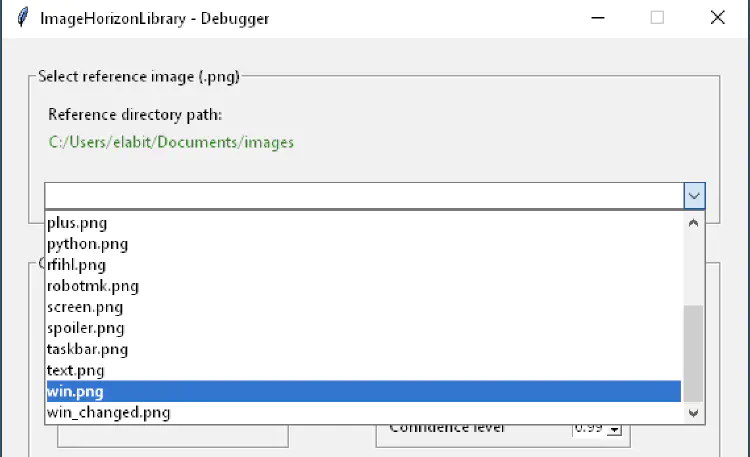 ImageHorizonLibrary - Debugger
Select reference image (.png)
Reference directory path:
C:/Users/elabit/Documents/images
plus.png
python.png
rfihl.png
robotmk.png
screen.png
spoiler.png
taskbar.png
text.png
win.png
win_changed.png
Confidence level 0.99